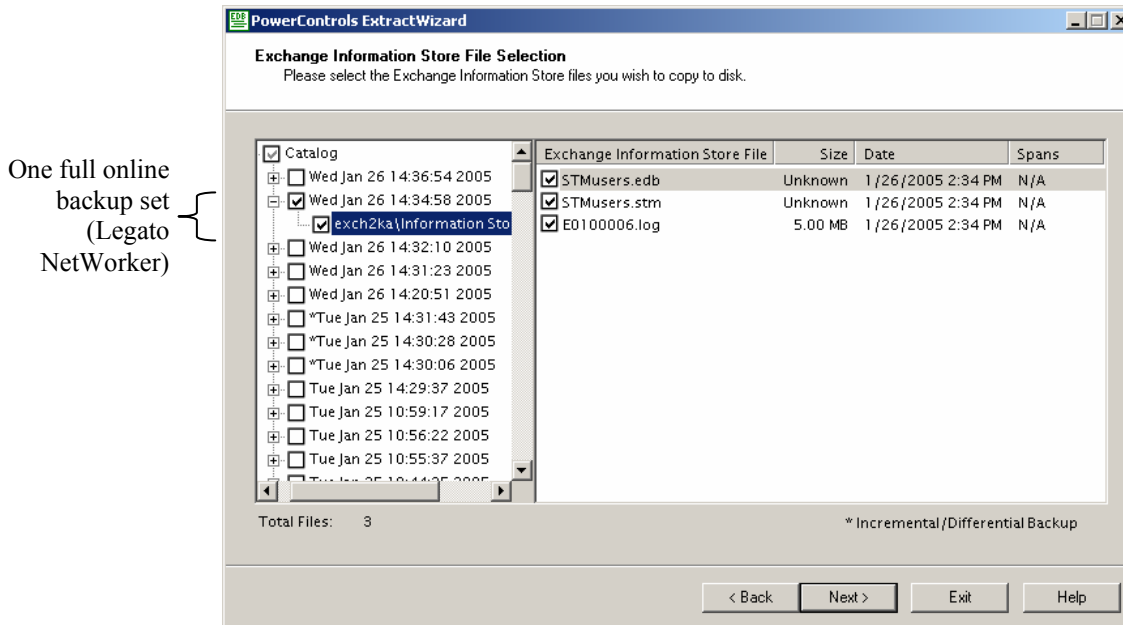 EDB PowerControls ExtractWizard
Exchange Information Store File Selection
Please select the Exchange Information Store files you wish to copy to disk.
One full online
backup set
(Legato
NetWorker)
Catalog
Wed Jan 26 14:36:54 2005
Wed Jan 26 14:34:58 2005
exch2ka\Information Sto
Wed Jan 26 14:32:10 2005
Wed Jan 26 14:31:23 2005
Wed Jan 26 14:20:51 2005
*Tue Jan 25 14:31:43 2005
*Tue Jan 25 14:30:28 2005
*Tue Jan 25 14:30:06 2005
Tue Jan 25 14:29:37 2005
Tue Jan 25 10:59:17 2005
Tue Jan 25 10:56:22 2005
Tue Jan 25 10:55:37 2005
Exchange Information Store File Size Date Spans
STMusers.edb Unknown 1/26/2005 2:34 PM N/A
STMusers.stm Unknown 1/26/2005 2:34 PM N/A
E0100006.log 5.00 MB 1/26/2005 2:34 PM N/A
Total Files: 3
* Incremental/Differential Backup
< Back Next > Exit Help